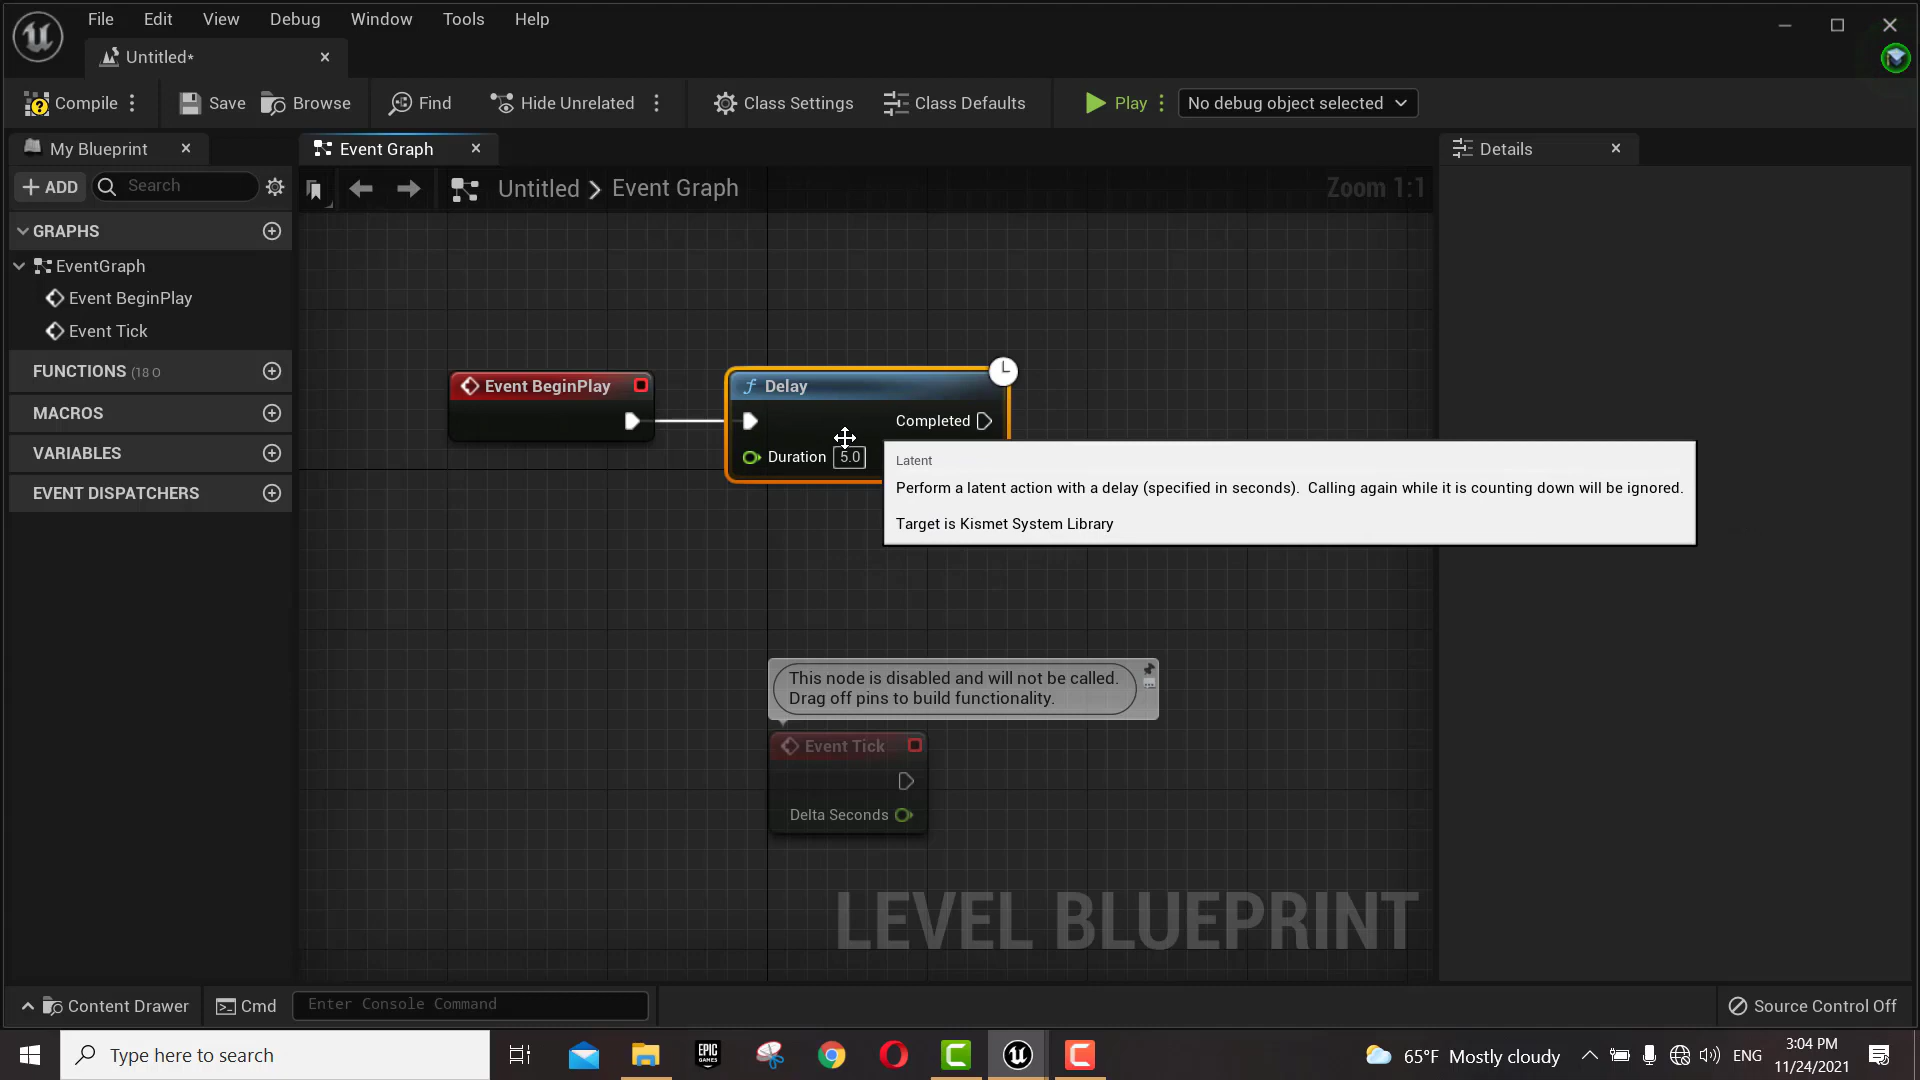 File Edit View Debug Window Tools Help
Untitled*
Compile Save Browse Find Hide Unrelated Class Settings Class Defaults Play No debug object selected
My Blueprint Event Graph Details
+ ADD Search Untitled > Event Graph Zoom 1:1
GRAPHS
EventGraph
Event BeginPlay
Event Tick
FUNCTIONS (18 O
MACROS
VARIABLES
EVENT DISPATCHERS
Event BeginPlay
Delay
Completed
Duration 5.0
Latent
Perform a latent action with a delay (specified in seconds). Calling again while it is counting down will be ignored.
Target is Kismet System Library
This node is disabled and will not be called.
Drag off pins to build functionality.
Event Tick
Delta Seconds
LEVEL BLUEPRINT
Content Drawer Cmd Enter Console Command Source Control Off
Type here to search EPIC GAMES 65°F Mostly cloudy ENG 3:04 PM
11/24/2021